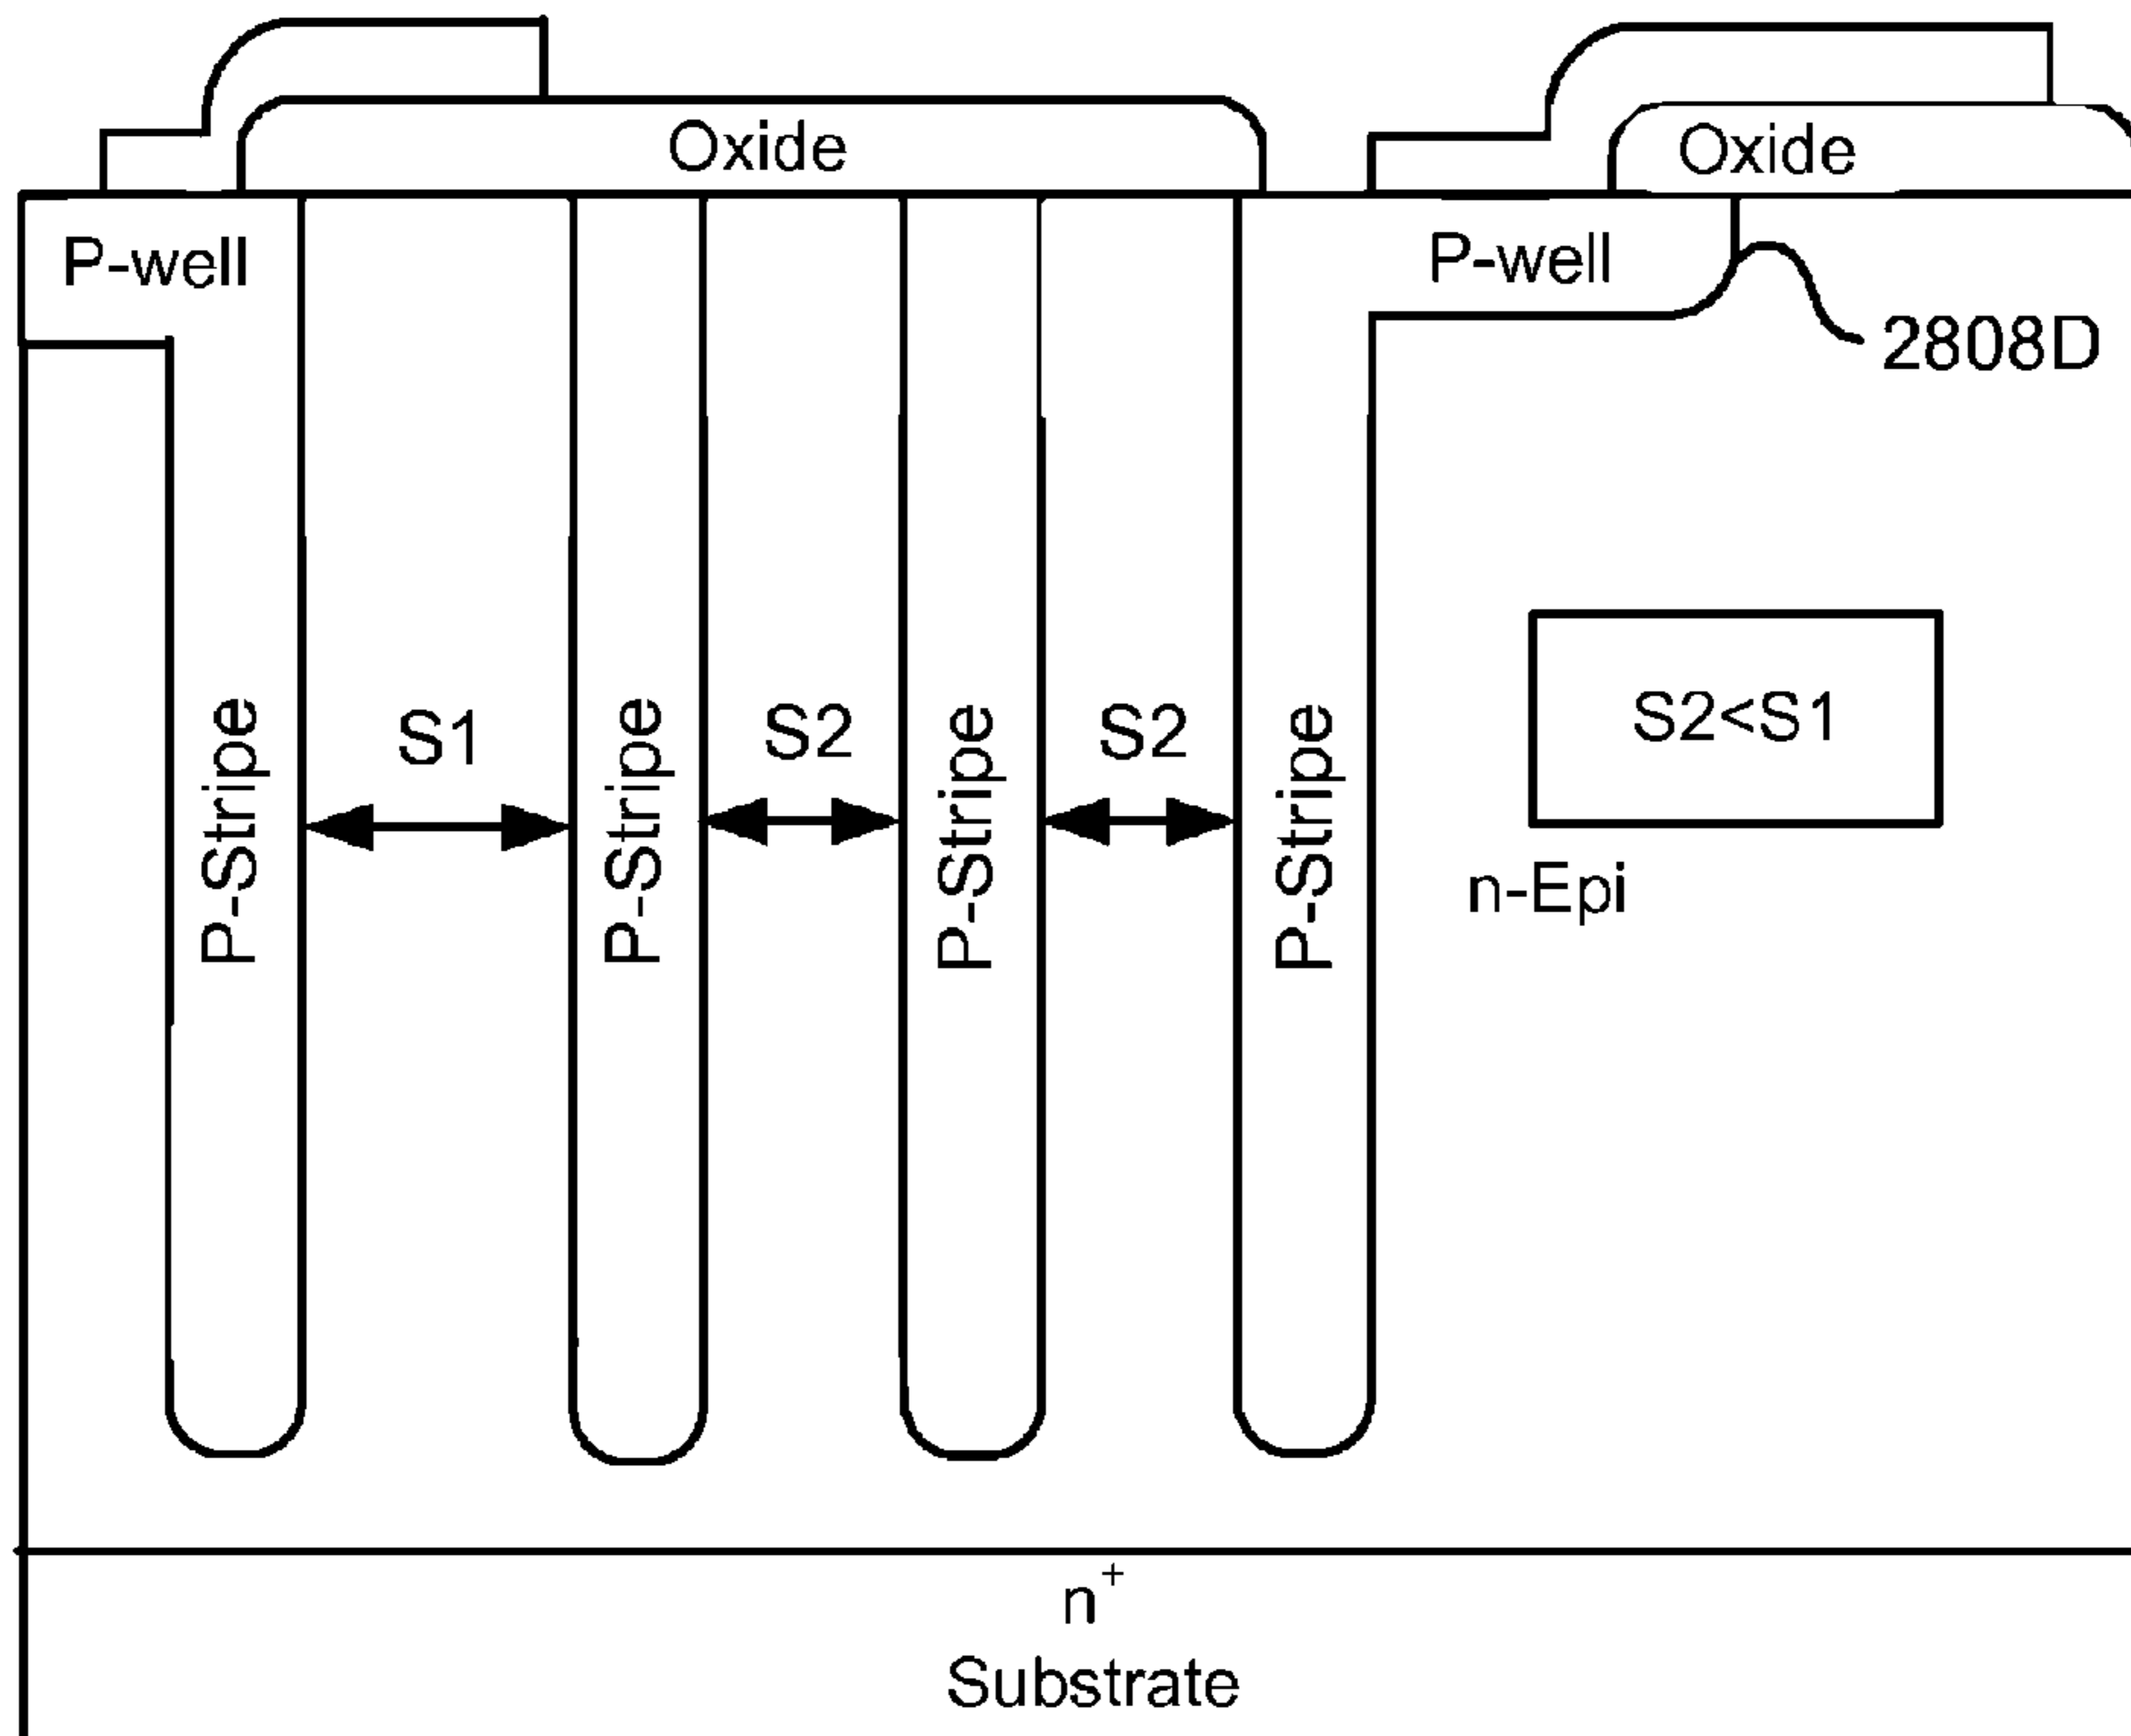 Oxide
Oxide
P-well
P-well
2808D
P-Stripe
S1
P-Stripe
S2
P-Stripe
S2
P-Stripe
S2<S1
n-Epi
n+
Substrate